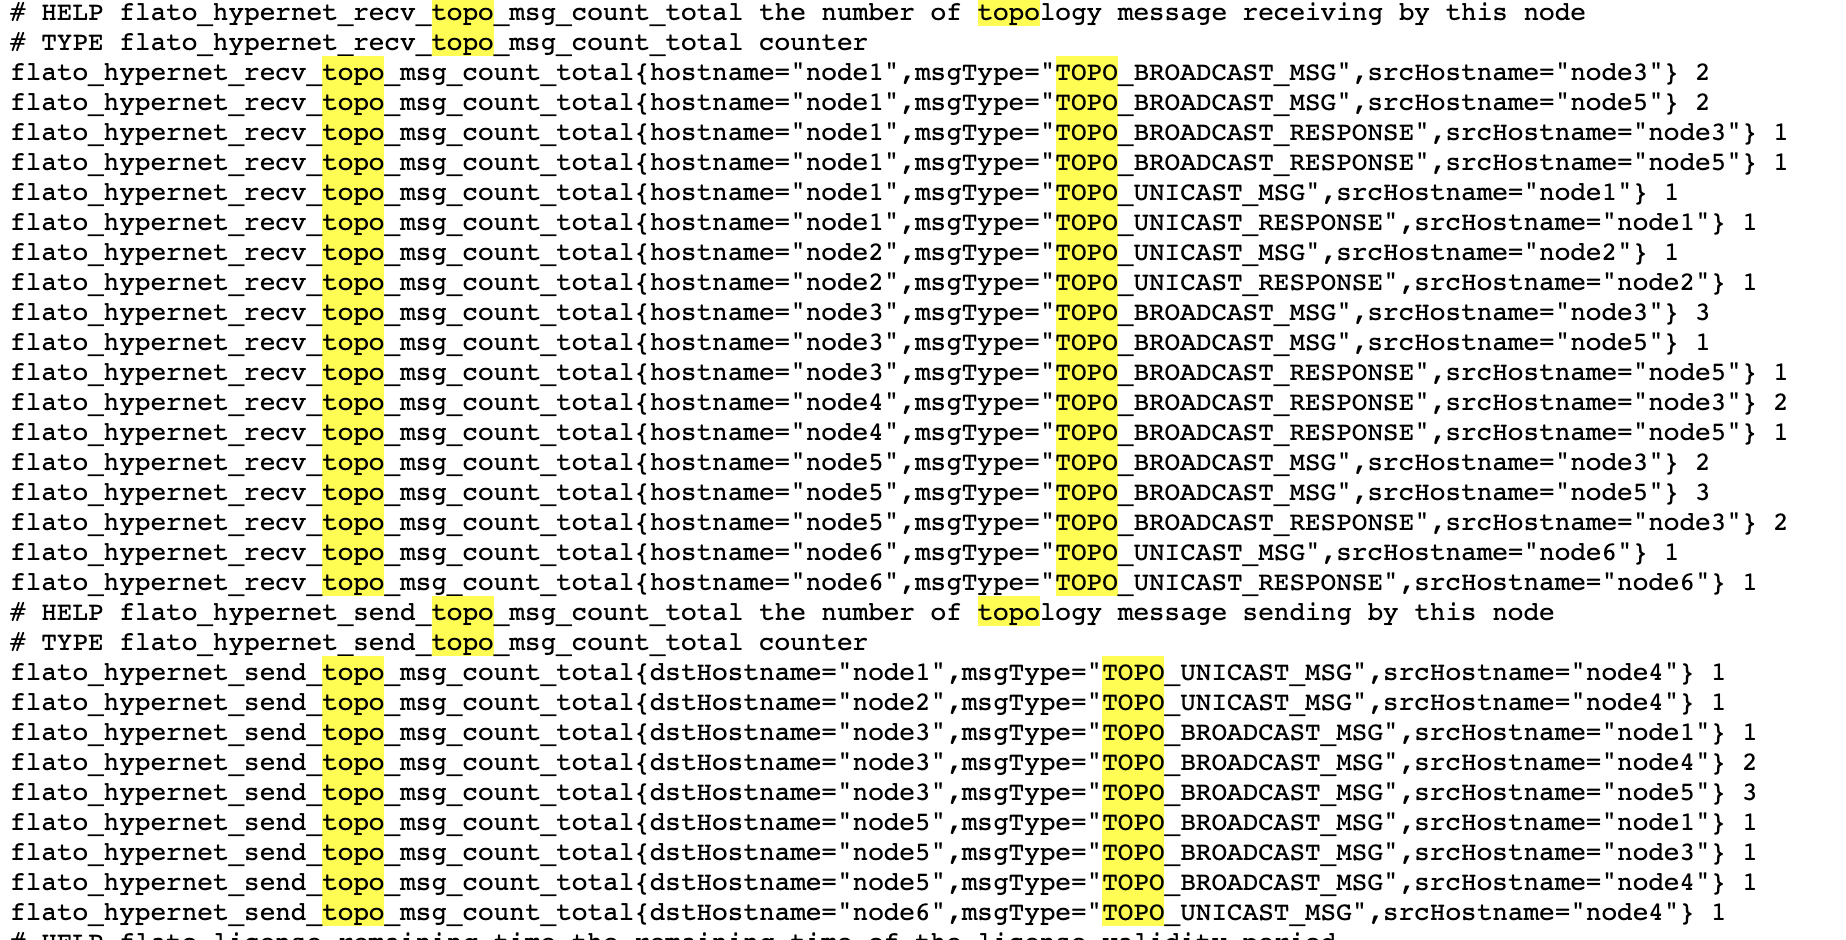 # HELP flato_hypernet_recv_topo_msg_count_total the number of topology message receiving by this node
# TYPE flato_hypernet_recv_topo_msg_count_total counter
flato_hypernet_recv_topo_msg_count_total{hostname="node1",msgType="TOPO_BROADCAST_MSG",srcHostname="node3"} 2
flato_hypernet_recv_topo_msg_count_total{hostname="node1",msgType="TOPO_BROADCAST_MSG",srcHostname="node5"} 2
flato_hypernet_recv_topo_msg_count_total{hostname="node1",msgType="TOPO_BROADCAST_RESPONSE",srcHostname="node3"} 1
flato_hypernet_recv_topo_msg_count_total{hostname="node1",msgType="TOPO_BROADCAST_RESPONSE",srcHostname="node5"} 1
flato_hypernet_recv_topo_msg_count_total{hostname="node1",msgType="TOPO_UNICAST_MSG",srcHostname="node1"} 1
flato_hypernet_recv_topo_msg_count_total{hostname="node1",msgType="TOPO_UNICAST_RESPONSE",srcHostname="node1"} 1
flato_hypernet_recv_topo_msg_count_total{hostname="node2",msgType="TOPO_UNICAST_MSG",srcHostname="node2"} 1
flato_hypernet_recv_topo_msg_count_total{hostname="node2",msgType="TOPO_UNICAST_RESPONSE",srcHostname="node2"} 1
flato_hypernet_recv_topo_msg_count_total{hostname="node3",msgType="TOPO_BROADCAST_MSG",srcHostname="node3"} 3
flato_hypernet_recv_topo_msg_count_total{hostname="node3",msgType="TOPO_BROADCAST_MSG",srcHostname="node5"} 1
flato_hypernet_recv_topo_msg_count_total{hostname="node3",msgType="TOPO_BROADCAST_RESPONSE",srcHostname="node5"} 1
flato_hypernet_recv_topo_msg_count_total{hostname="node4",msgType="TOPO_BROADCAST_RESPONSE",srcHostname="node3"} 2
flato_hypernet_recv_topo_msg_count_total{hostname="node4",msgType="TOPO_BROADCAST_RESPONSE",srcHostname="node5"} 1
flato_hypernet_recv_topo_msg_count_total{hostname="node5",msgType="TOPO_BROADCAST_MSG",srcHostname="node3"} 2
flato_hypernet_recv_topo_msg_count_total{hostname="node5",msgType="TOPO_BROADCAST_MSG",srcHostname="node5"} 3
flato_hypernet_recv_topo_msg_count_total{hostname="node5",msgType="TOPO_BROADCAST_RESPONSE",srcHostname="node3"} 2
flato_hypernet_recv_topo_msg_count_total{hostname="node6",msgType="TOPO_UNICAST_MSG",srcHostname="node6"} 1
flato_hypernet_recv_topo_msg_count_total{hostname="node6",msgType="TOPO_UNICAST_RESPONSE",srcHostname="node6"} 1
# HELP flato_hypernet_send_topo_msg_count_total the number of topology message sending by this node
# TYPE flato_hypernet_send_topo_msg_count_total counter
flato_hypernet_send_topo_msg_count_total{dstHostname="node1",msgType="TOPO_UNICAST_MSG",srcHostname="node4"} 1
flato_hypernet_send_topo_msg_count_total{dstHostname="node2",msgType="TOPO_UNICAST_MSG",srcHostname="node4"} 1
flato_hypernet_send_topo_msg_count_total{dstHostname="node3",msgType="TOPO_BROADCAST_MSG",srcHostname="node1"} 1
flato_hypernet_send_topo_msg_count_total{dstHostname="node3",msgType="TOPO_BROADCAST_MSG",srcHostname="node4"} 2
flato_hypernet_send_topo_msg_count_total{dstHostname="node3",msgType="TOPO_BROADCAST_MSG",srcHostname="node5"} 3
flato_hypernet_send_topo_msg_count_total{dstHostname="node5",msgType="TOPO_BROADCAST_MSG",srcHostname="node1"} 1
flato_hypernet_send_topo_msg_count_total{dstHostname="node5",msgType="TOPO_BROADCAST_MSG",srcHostname="node3"} 1
flato_hypernet_send_topo_msg_count_total{dstHostname="node5",msgType="TOPO_BROADCAST_MSG",srcHostname="node4"} 1
flato_hypernet_send_topo_msg_count_total{dstHostname="node6",msgType="TOPO_UNICAST_MSG",srcHostname="node4"} 1
# HELP flato_license_remaining_time the remaining time of the license validity period